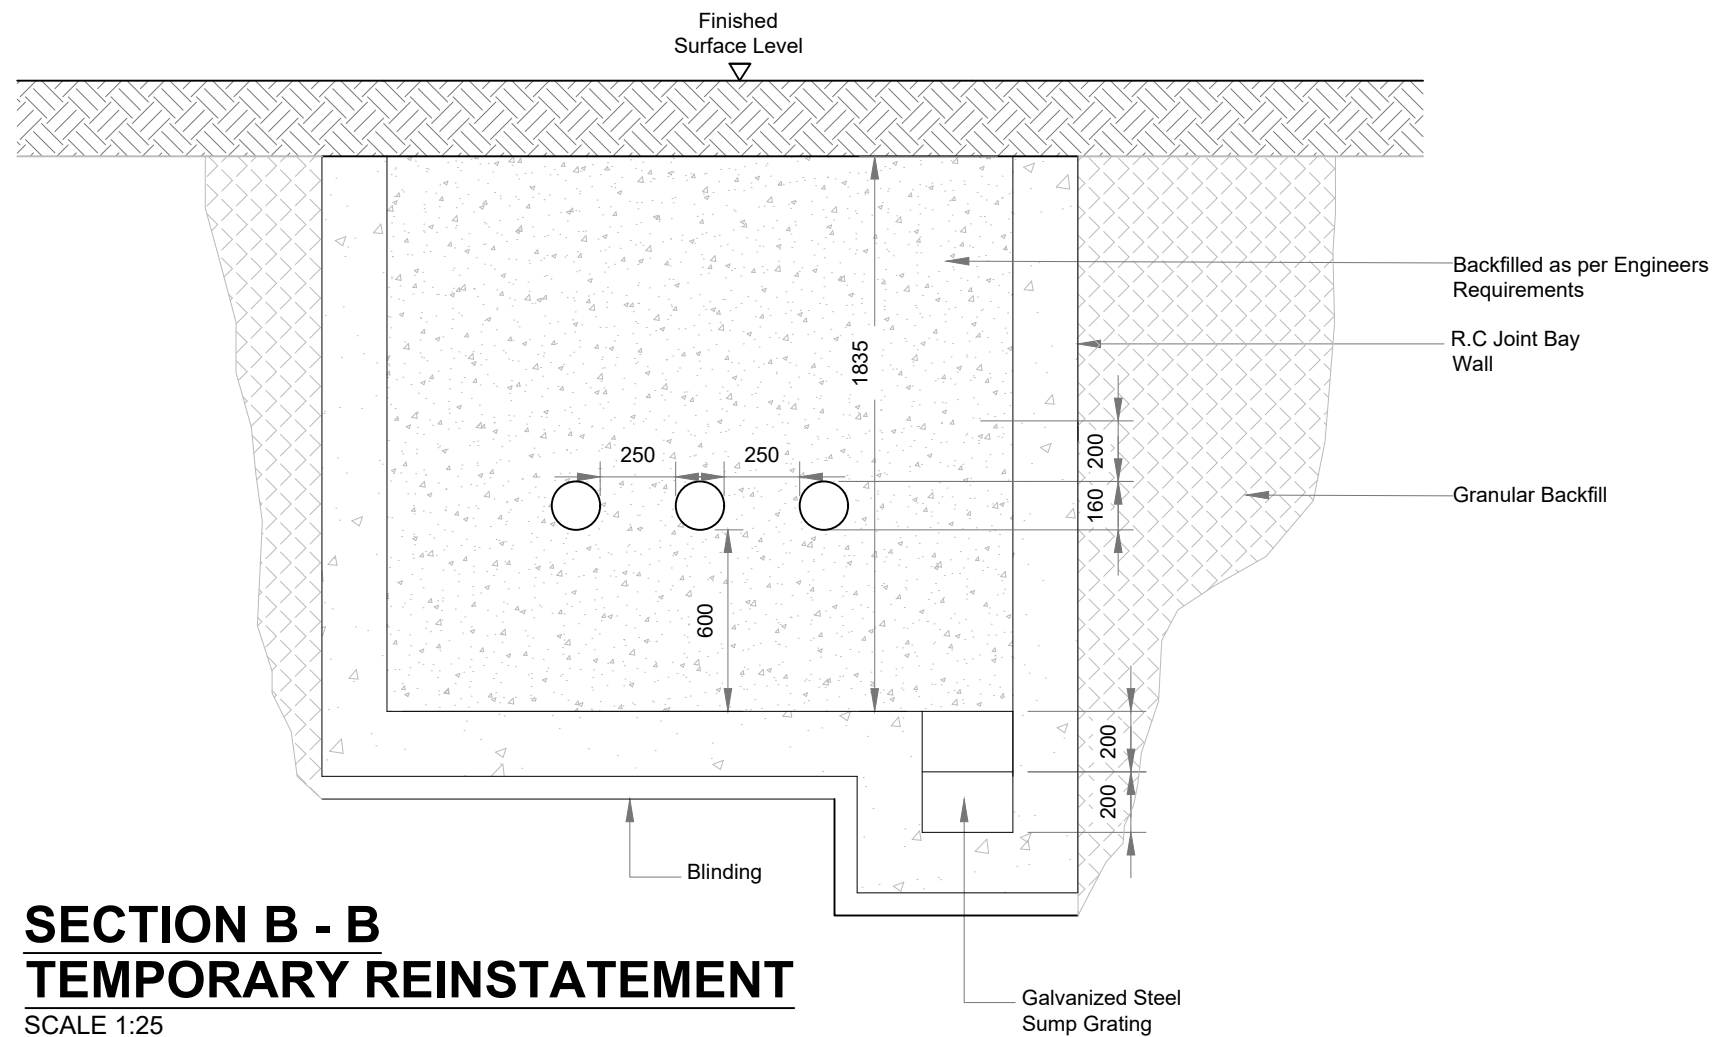 Finished
Surface Level
Backfilled as per Engineers
Requirements
R.C Joint Bay
Wall
1835
250
250
200
160
Granular Backfill
600
200
200
Blinding
SECTION B - B
TEMPORARY REINSTATEMENT
SCALE 1:25
Galvanized Steel
Sump Grating